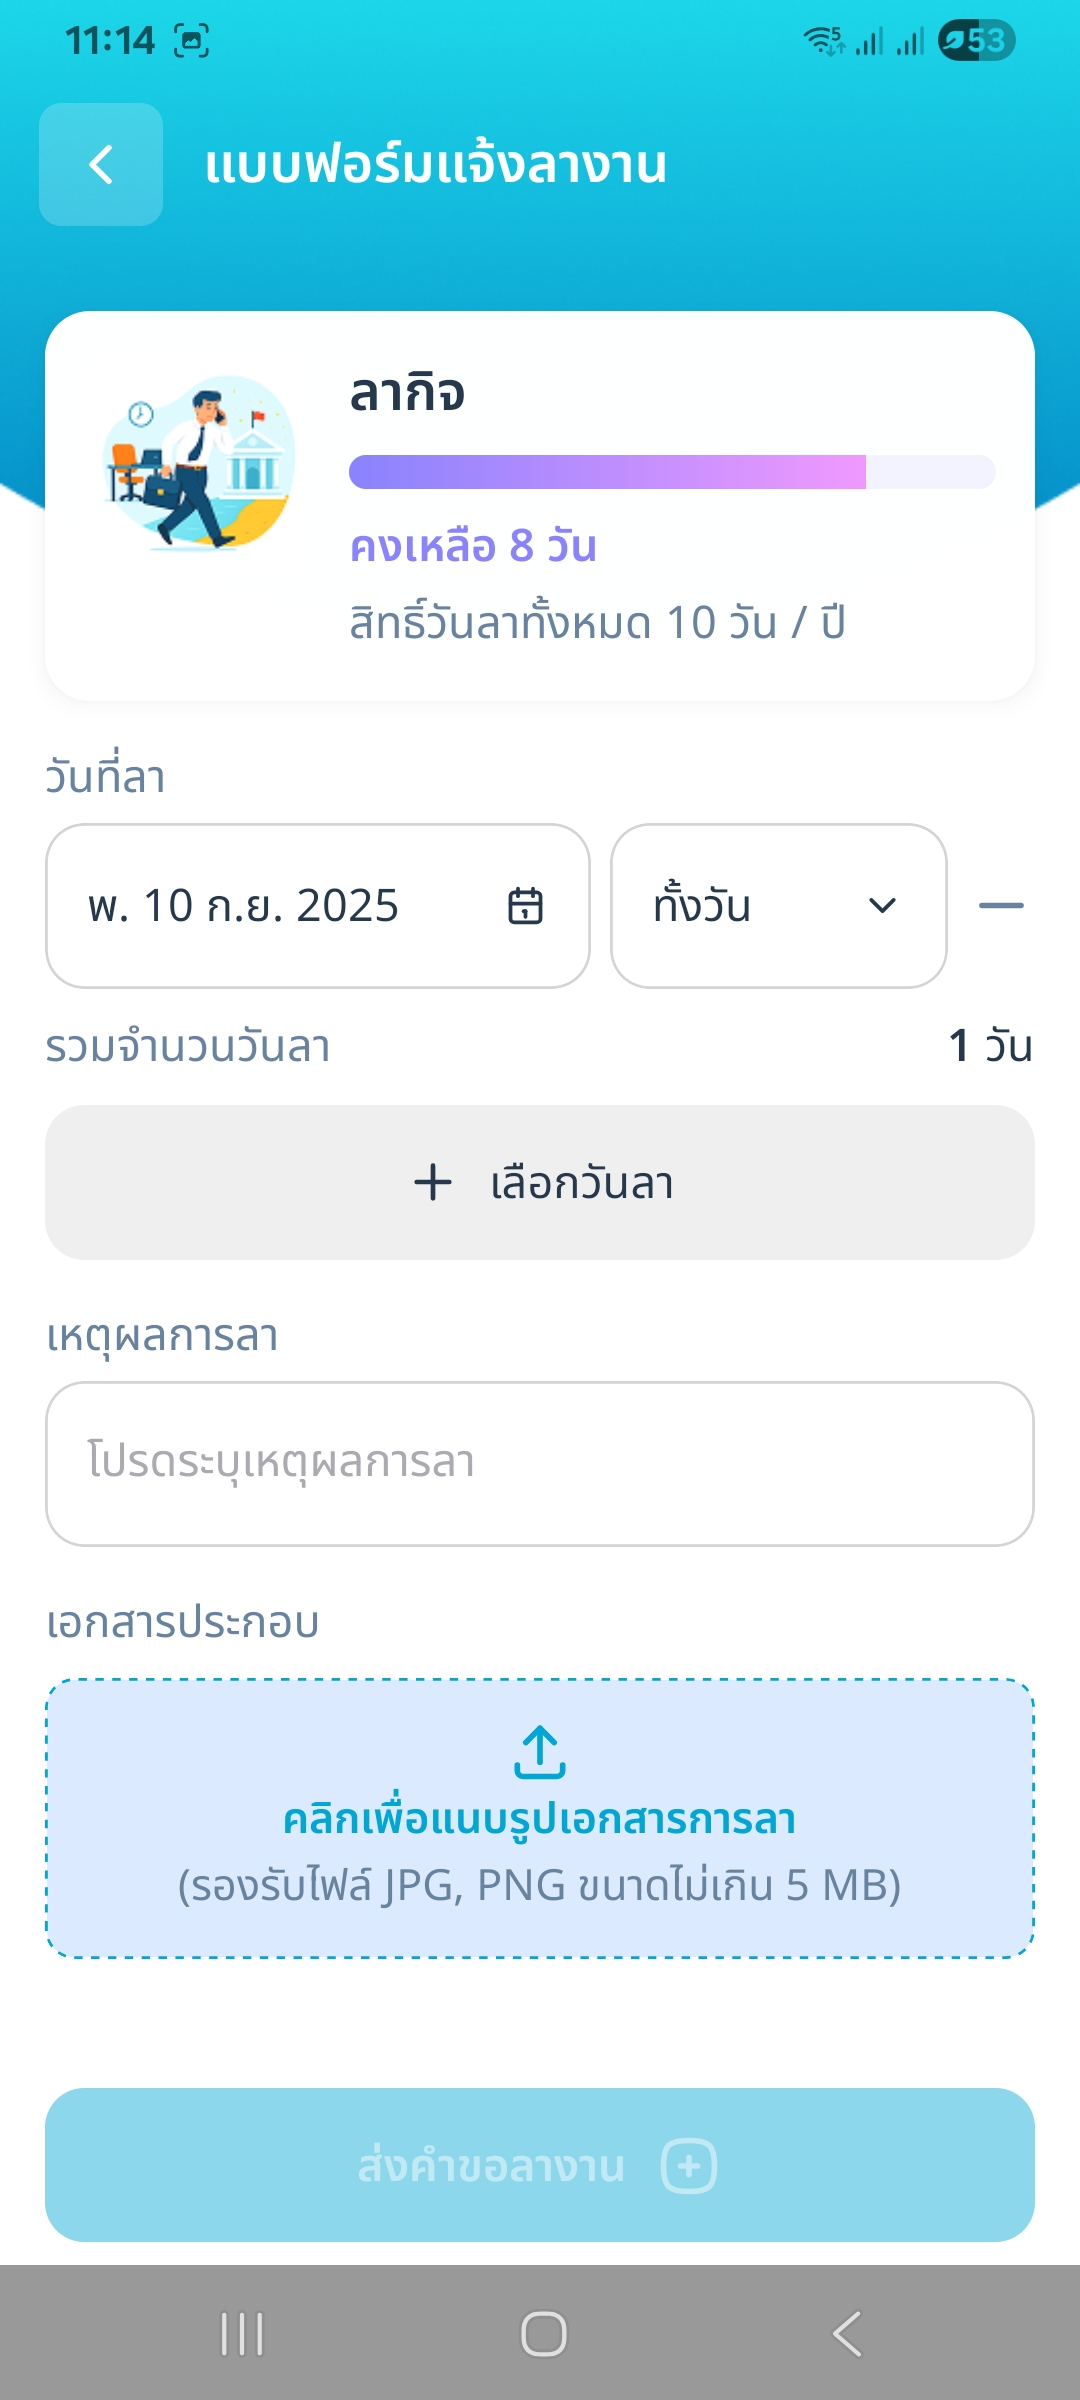 11:14
5
53
แบบฟอร์มแจ้งลางาน
ลากิจ
คงเหลือ 8 วัน
สิทธิ์วันลาทั้งหมด 10 วัน / ปี
วันที่ลา
พ. 10 ก.ย. 2025
ทั้งวัน
รวมจำนวนวันลา
1 วัน
เลือกวันลา
เหตุผลการลา
โปรดระบุเหตุผลการลา
เอกสารประกอบ
คลิกเพื่อแนบรูปเอกสารการลา
(รองรับไฟล์ JPG, PNG ขนาดไม่เกิน 5 MB)
ส่งคำขอลางาน